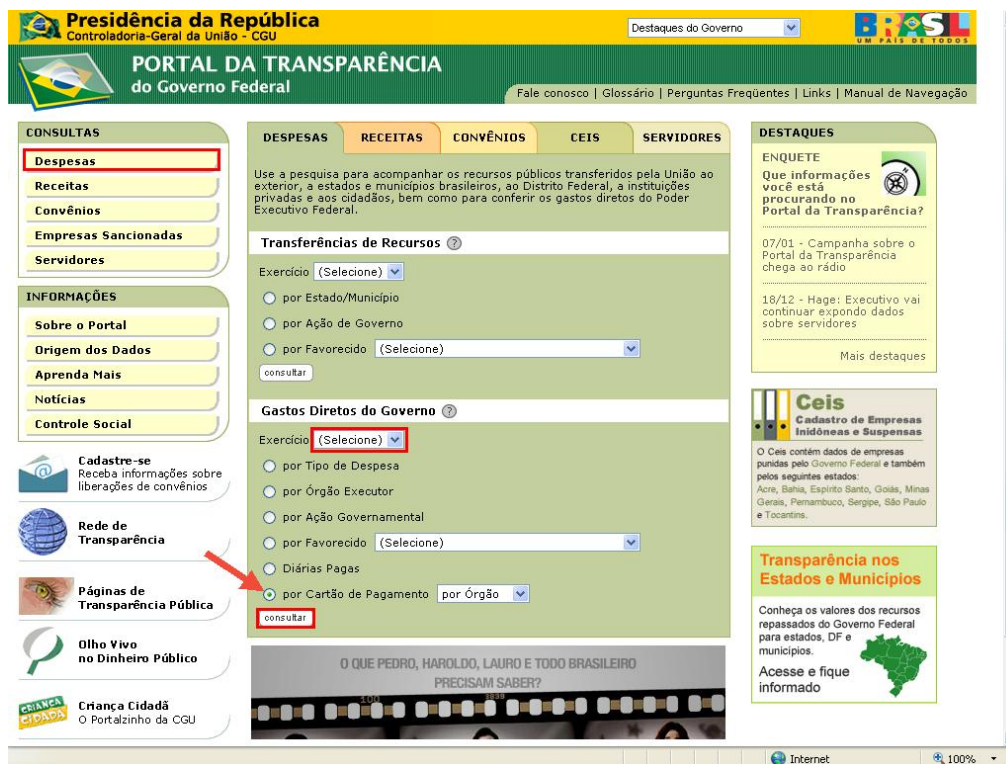 Presidência da República
Controladoria-Geral da União - CGU
Destaques do Governo
BRASIL
UM PAÍS DE TODOS
PORTAL DA TRANSPARÊNCIA
do Governo Federal
Fale conosco | Glossário | Perguntas Freqüentes | Links | Manual de Navegação
CONSULTAS
Despesas
Receitas
Convênios
Empresas Sancionadas
Servidores
INFORMAÇÕES
Sobre o Portal
Origem dos Dados
Aprenda Mais
Notícias
Controle Social
Cadastre-se
Receba informações sobre
liberações de convênios
Rede de
Transparência
Páginas de
Transparência Pública
Olho Vivo
no Dinheiro Público
CRIANÇA
CIDADÃ
Criança Cidadã
O Portalzinho da CGU
DESPESAS RECEITAS CONVÊNIOS CEIS SERVIDORES
Use a pesquisa para acompanhar os recursos públicos transferidos pela União ao
exterior, a estados e municípios brasileiros, ao Distrito Federal, a instituições
privadas e aos cidadãos, bem como para conferir os gastos diretos do Poder
Executivo Federal.
Transferências de Recursos ?
Exercício (Selecione)
por Estado/Município
por Ação de Governo
por Favorecido (Selecione)
consultar
Gastos Diretos do Governo ?
Exercício (Selecione)
por Tipo de Despesa
por Órgão Executor
por Ação Governamental
por Favorecido (Selecione)
Diárias Pagas
por Cartão de Pagamento por Órgão
consultar
O QUE PEDRO, HAROLDO, LAURO E TODO BRASILEIRO
PRECISAM SABER?
100
DESTAQUES
ENQUETE
Que informações
você está
procurando no
Portal da Transparência?
07/01 - Campanha sobre o
Portal da Transparência
chega ao rádio
18/12 - Hage: Executivo vai
continuar expondo dados
sobre servidores
Mais destaques
Ceis
Cadastro de Empresas
Inidôneas e Suspensas
O Ceis contém dados de empresas
punidas pelo Governo Federal e também
pelos seguintes estados:
Acre, Bahia, Espírito Santo, Goiás, Minas
Gerais, Pernambuco, Sergipe, São Paulo
e Tocantins.
Transparência nos
Estados e Municípios
Conheça os valores dos recursos
repassados do Governo Federal
para estados, DF e
municípios.
Acesse e fique
informado
Internet
100%